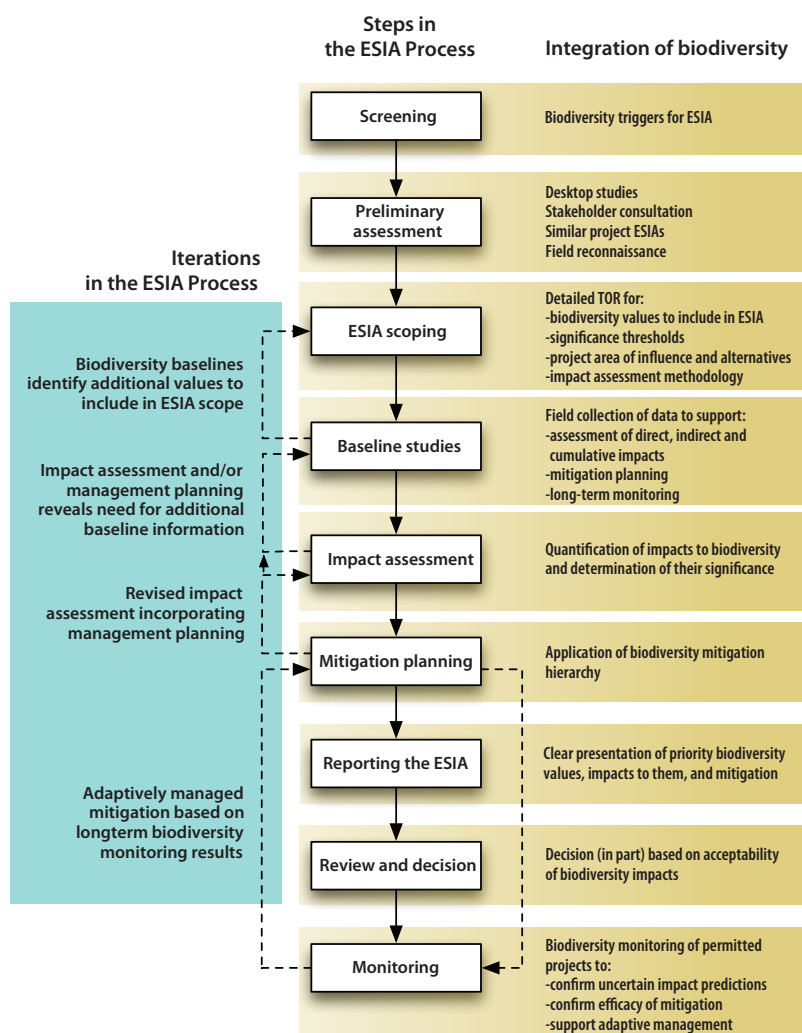 Steps in
the ESIA Process
Integration of biodiversity
Screening
Biodiversity triggers for ESIA
Preliminary
assessment
Desktop studies
Stakeholder consultation
Similar project ESIAs
Field reconnaissance
Iterations
in the ESIA Process
ESIA scoping
Detailed TOR for:
-biodiversity values to include in ESIA
-significance thresholds
-project area of influence and alternatives
-impact assessment methodology
Biodiversity baselines
identify additional values to
include in ESIA scope
Baseline studies
Field collection of data to support:
-assessment of direct, indirect and
cumulative impacts
-mitigation planning
-long-term monitoring
Impact assessment and/or
management planning
reveals need for additional
baseline information
Impact assessment
Quantification of impacts to biodiversity
and determination of their significance
Revised impact
assessment incorporating
management planning
Mitigation planning
Application of biodiversity mitigation
hierarchy
Reporting the ESIA
Clear presentation of priority biodiversity
values, impacts to them, and mitigation
Adaptively managed
mitigation based on
longterm biodiversity
monitoring results
Review and decision
Decision (in part) based on acceptability
of biodiversity impacts
Monitoring
Biodiversity monitoring of permitted
projects to:
-confirm uncertain impact predictions
-confirm efficacy of mitigation
-support adaptive management